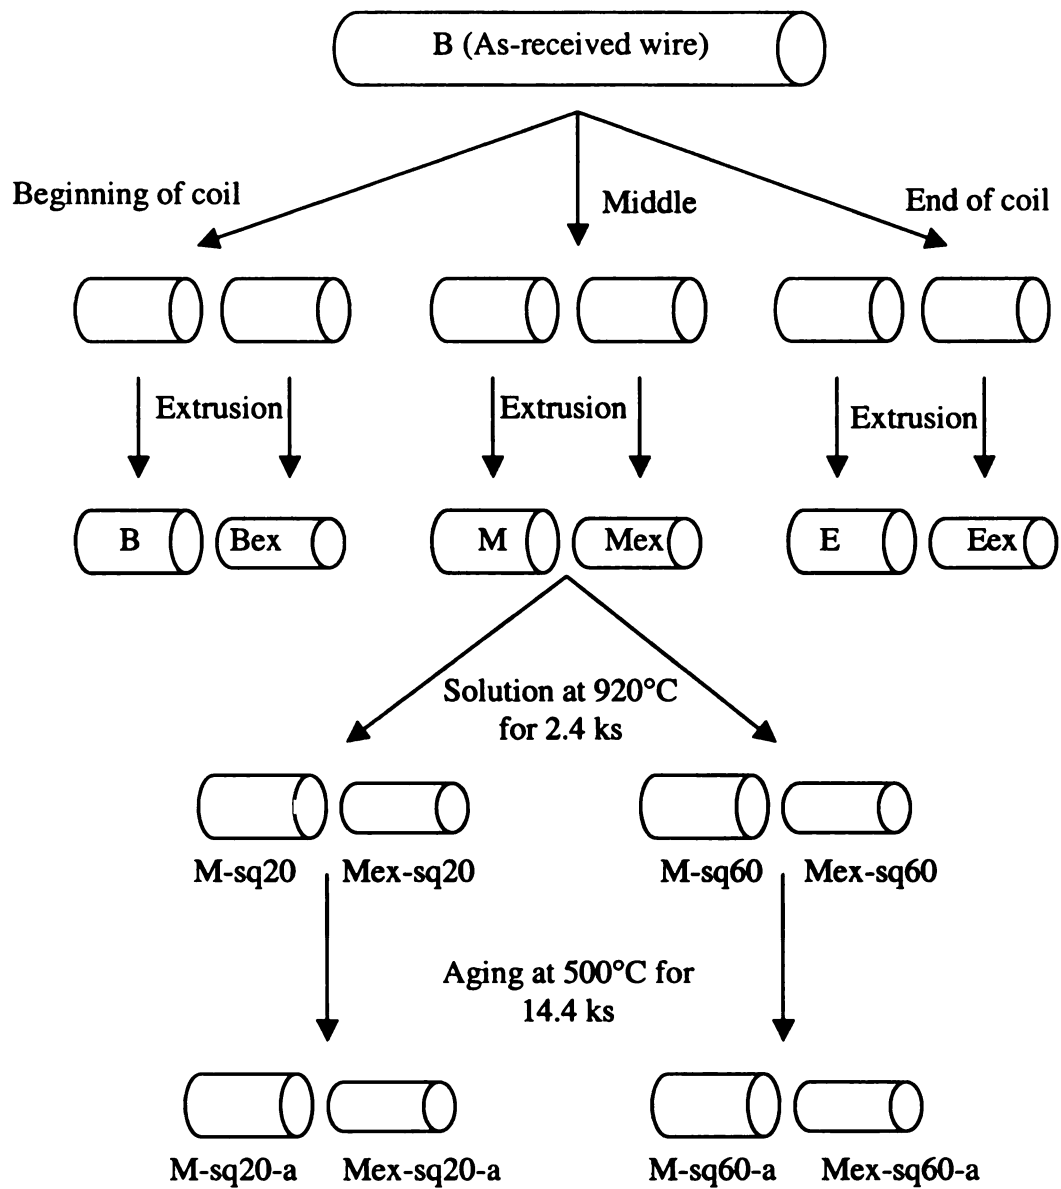 B (As-received wire)
Beginning of coil
Middle
End of coil
Extrusion
Extrusion
Extrusion
B
Bex
M
Mex
E
Eex
Solution at 920°C
for 2.4 ks
M-sq20
Mex-sq20
M-sq60
Mex-sq60
Aging at 500°C for
14.4 ks
M-sq20-a
Mex-sq20-a
M-sq60-a
Mex-sq60-a